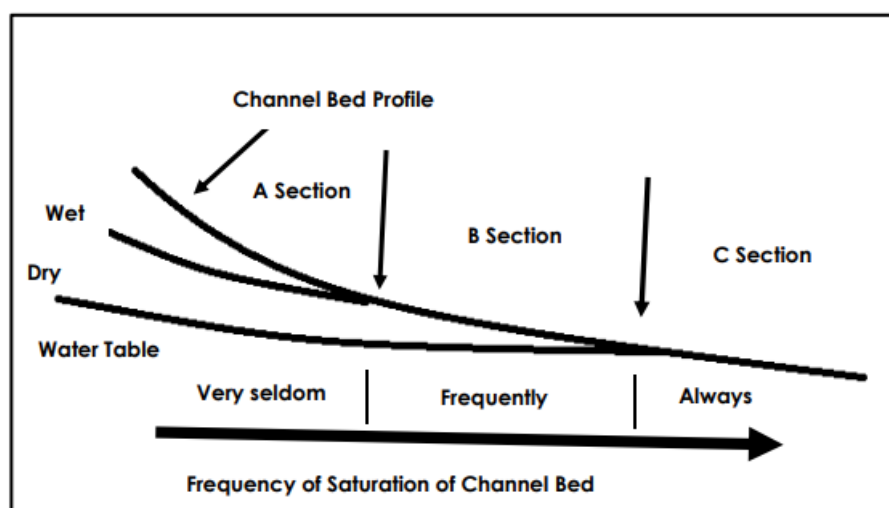 Channel Bed Profile
A Section
Wet
B Section
C Section
Dry
Water Table
Very seldom
Frequently
Always
Frequency of Saturation of Channel Bed